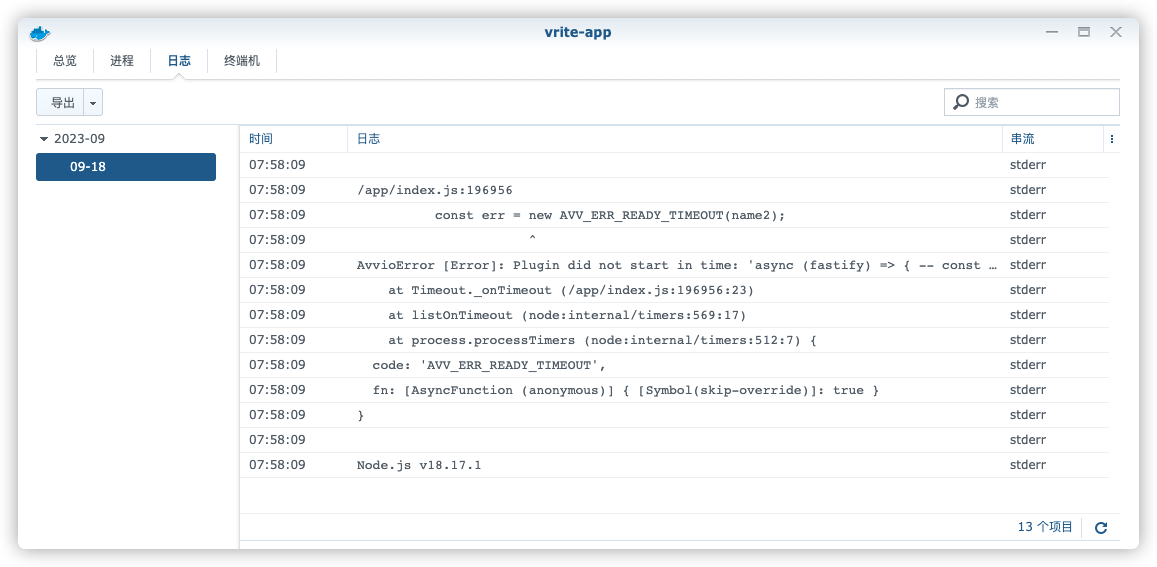 vrite-app
总览 进程 日志 终端机
导出
搜索
2023-09
09-18
时间 日志 串流
07:58:09 stderr
07:58:09 /app/index.js:196956 stderr
07:58:09 const err = new AVV_ERR_READY_TIMEOUT(name2); stderr
07:58:09 ^ stderr
07:58:09 AvvioError [Error]: Plugin did not start in time: 'async (fastify) => { -- const … stderr
07:58:09 at Timeout._onTimeout (/app/index.js:196956:23) stderr
07:58:09 at listOnTimeout (node:internal/timers:569:17) stderr
07:58:09 at process.processTimers (node:internal/timers:512:7) { stderr
07:58:09 code: 'AVV_ERR_READY_TIMEOUT', stderr
07:58:09 fn: [AsyncFunction (anonymous)] { [Symbol(skip-override)]: true } stderr
07:58:09 } stderr
07:58:09 stderr
07:58:09 Node.js v18.17.1 stderr
13 个项目